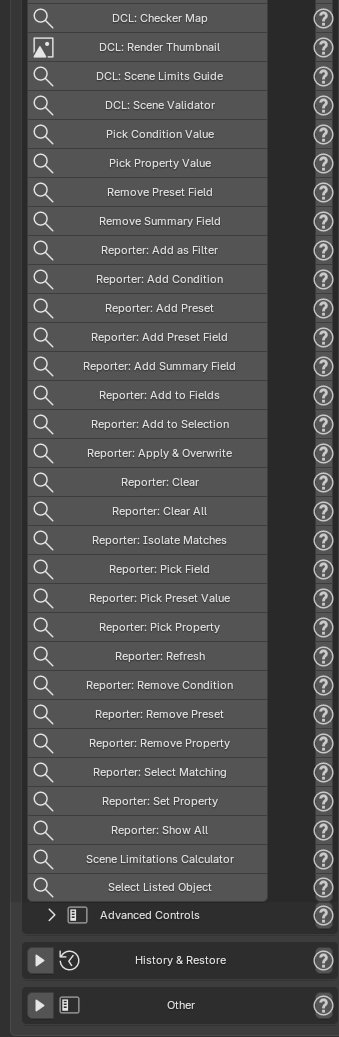 DCL: Checker Map
DCL: Render Thumbnail
DCL: Scene Limits Guide
DCL: Scene Validator
Pick Condition Value
Pick Property Value
Remove Preset Field
Remove Summary Field
Reporter: Add as Filter
Reporter: Add Condition
Reporter: Add Preset
Reporter: Add Preset Field
Reporter: Add Summary Field
Reporter: Add to Fields
Reporter: Add to Selection
Reporter: Apply & Overwrite
Reporter: Clear
Reporter: Clear All
Reporter: Isolate Matches
Reporter: Pick Field
Reporter: Pick Preset Value
Reporter: Pick Property
Reporter: Refresh
Reporter: Remove Condition
Reporter: Remove Preset
Reporter: Remove Property
Reporter: Select Matching
Reporter: Set Property
Reporter: Show All
Scene Limitations Calculator
Select Listed Object
Advanced Controls
History & Restore
Other